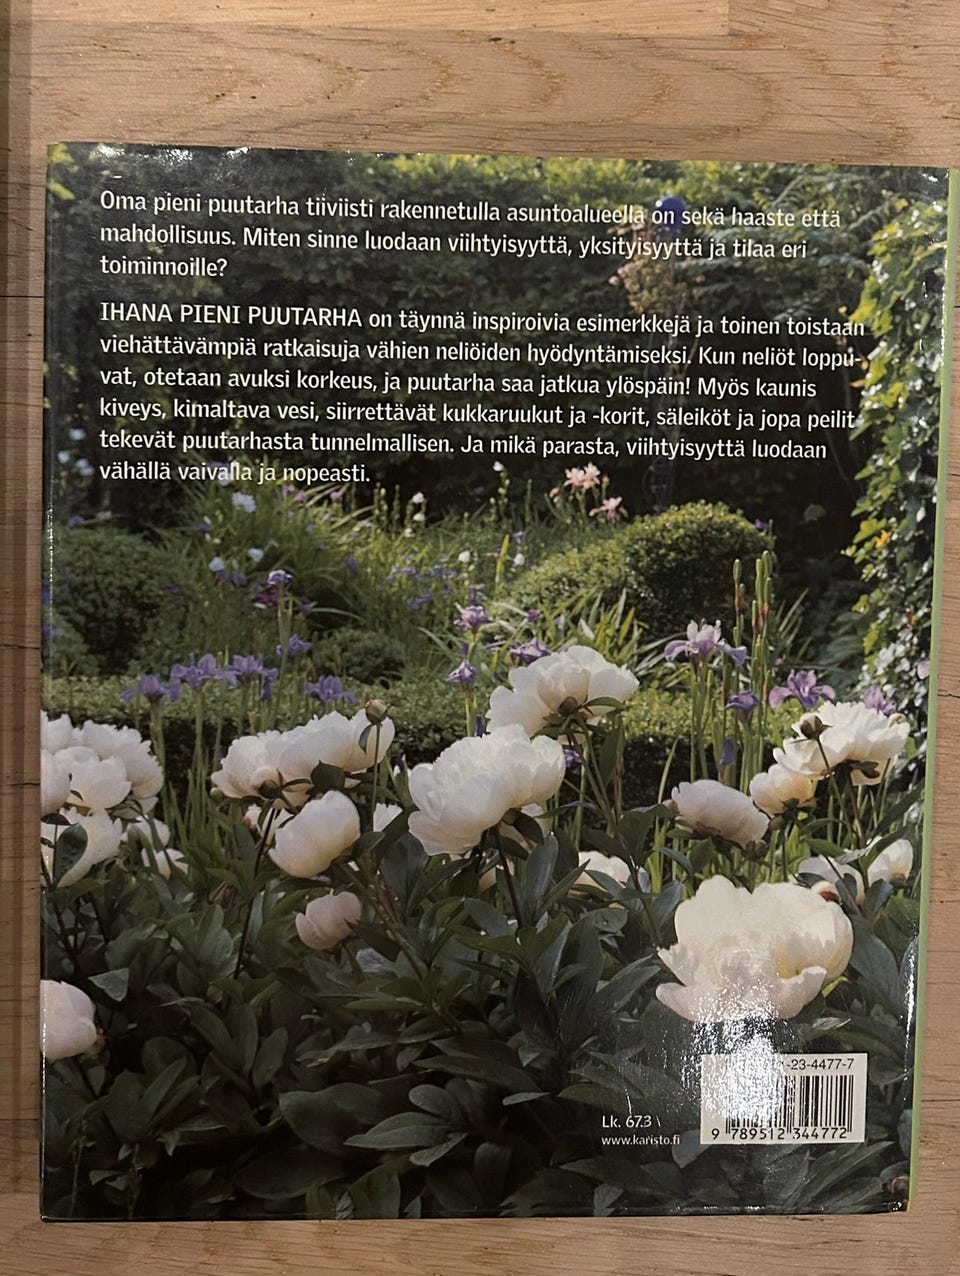 Oma pieni puutarha tiiviisti rakennetulla asuntoalueella on sekä haaste että
mahdollisuus. Miten sinne luodaan viihtyisyyttä, yksityisyyttä ja tilaa eri
toiminnoille?
IHANA PIENI PUUTARHA on täynnä inspiroivia esimerkkejä ja toinen toistaan
viehättävämpiä ratkaisuja vähien neliöiden hyödyntämiseksi. Kun neliöt loppu-
vat, otetaan avuksi korkeus, ja puutarha saa jatkua ylöspäin! Myös kaunis
kiveys, kimaltava vesi, siirrettävät kukkaruukut ja -korit, säleiköt ja jopa peilit
tekevät puutarhasta tunnelmallisen. Ja mikä parasta, viihtyisyyttä luodaan
vähällä vaivalla ja nopeasti.
-23-4477-7
Lk. 67.3 \
www.karisto.fi
9 789512 344772